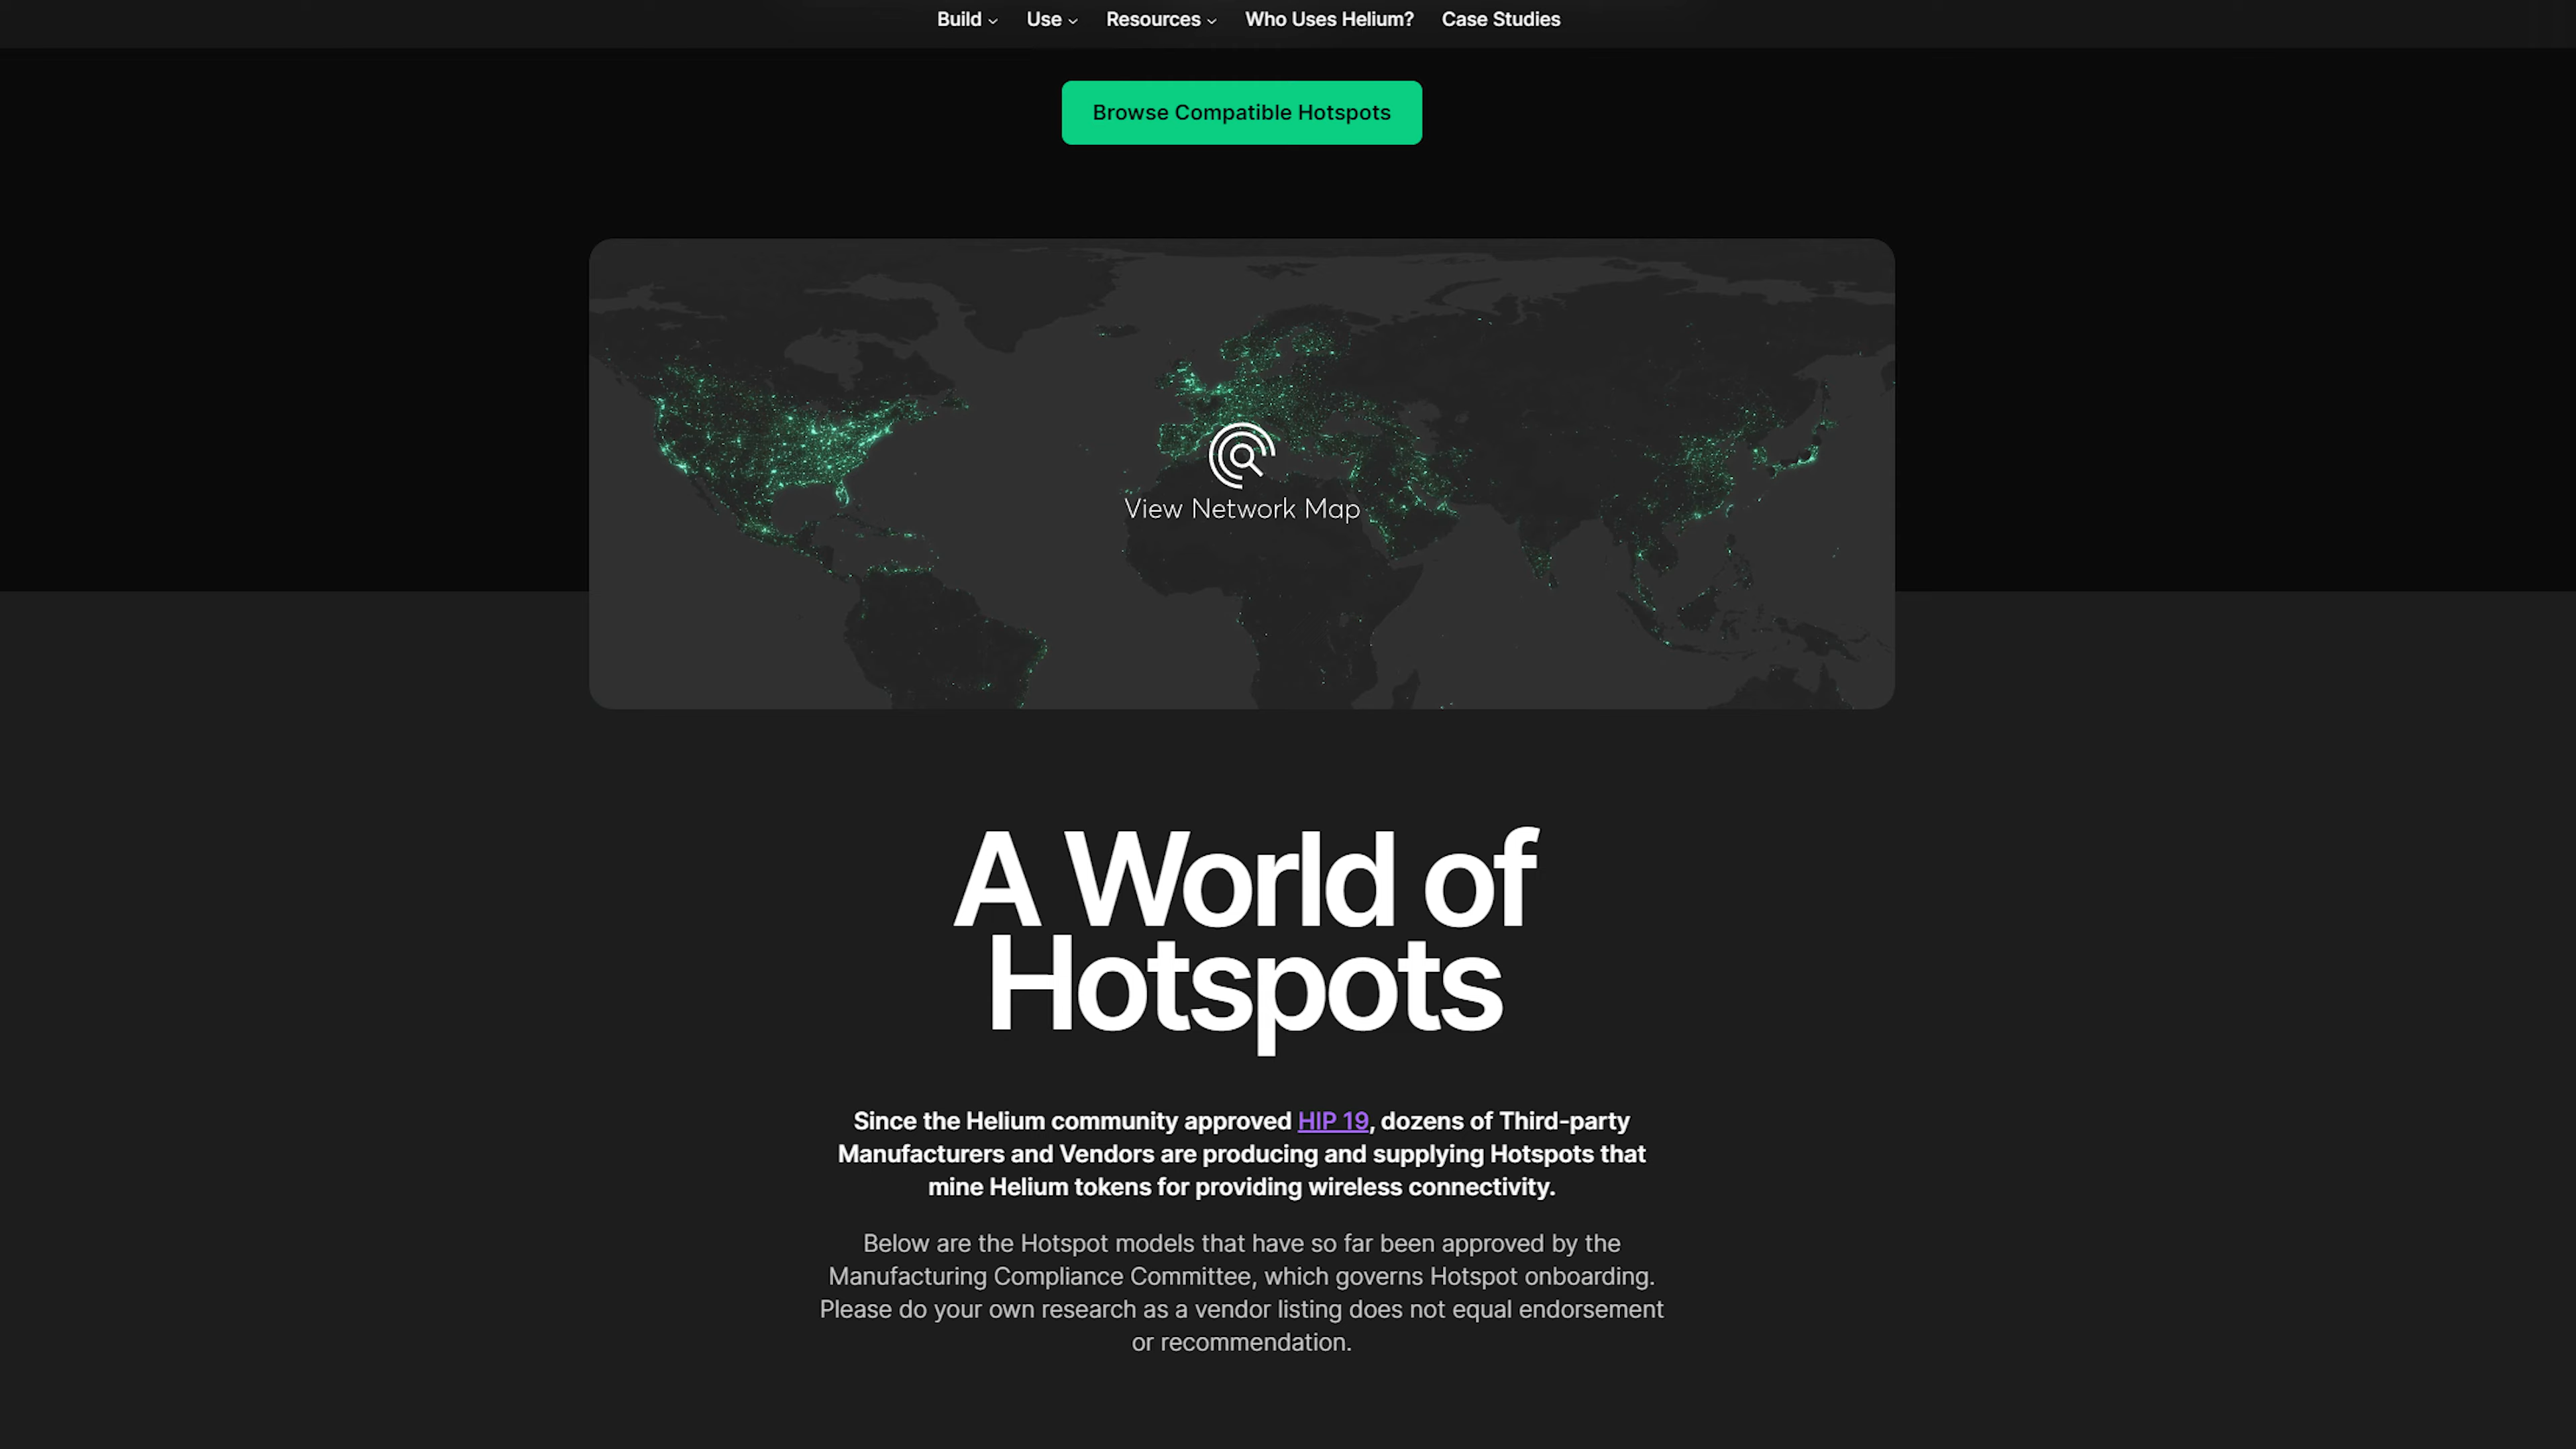 Build
Use
Resources
Who Uses Helium?
Case Studies
Browse Compatible Hotspots
View Network Map
A World of
Hotspots
Since the Helium community approved HIP 19, dozens of Third-party
Manufacturers and Vendors are producing and supplying Hotspots that
mine Helium tokens for providing wireless connectivity.
Below are the Hotspot models that have so far been approved by the
Manufacturing Compliance Committee, which governs Hotspot onboarding.
Please do your own research as a vendor listing does not equal endorsement
or recommendation.